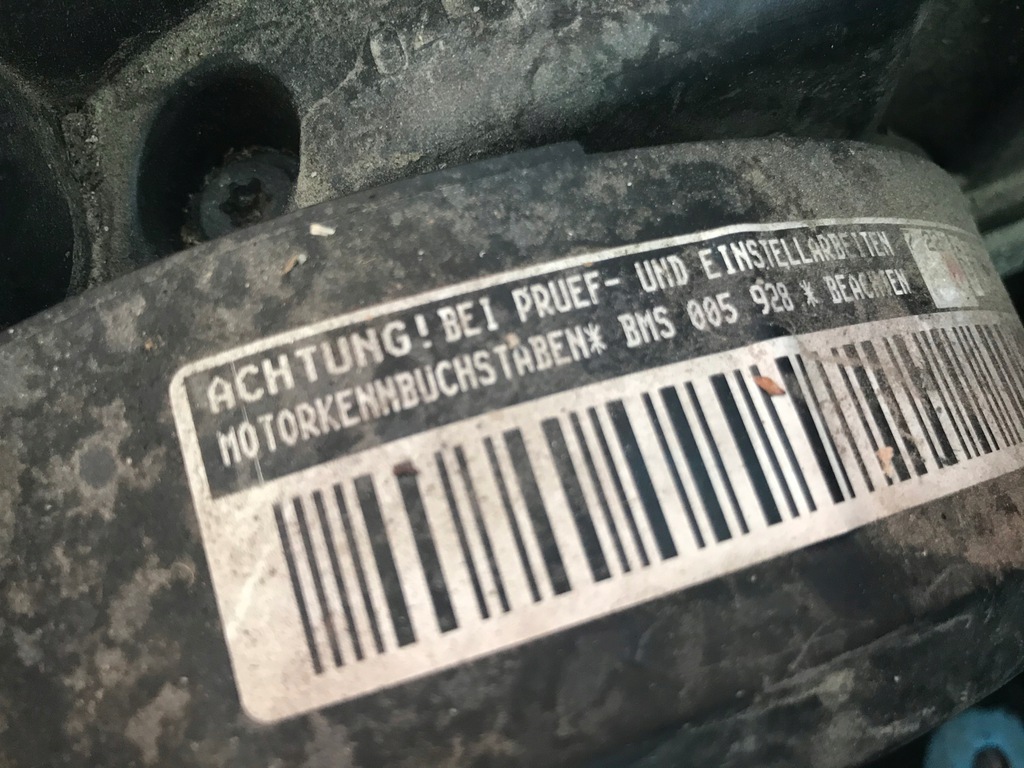 ACHTUNG! BEI PRUEF- UND EINSTELLARBEITEN
MOTORKENNBUCHSTABEN* BMS 005 928 * BEACHTEN